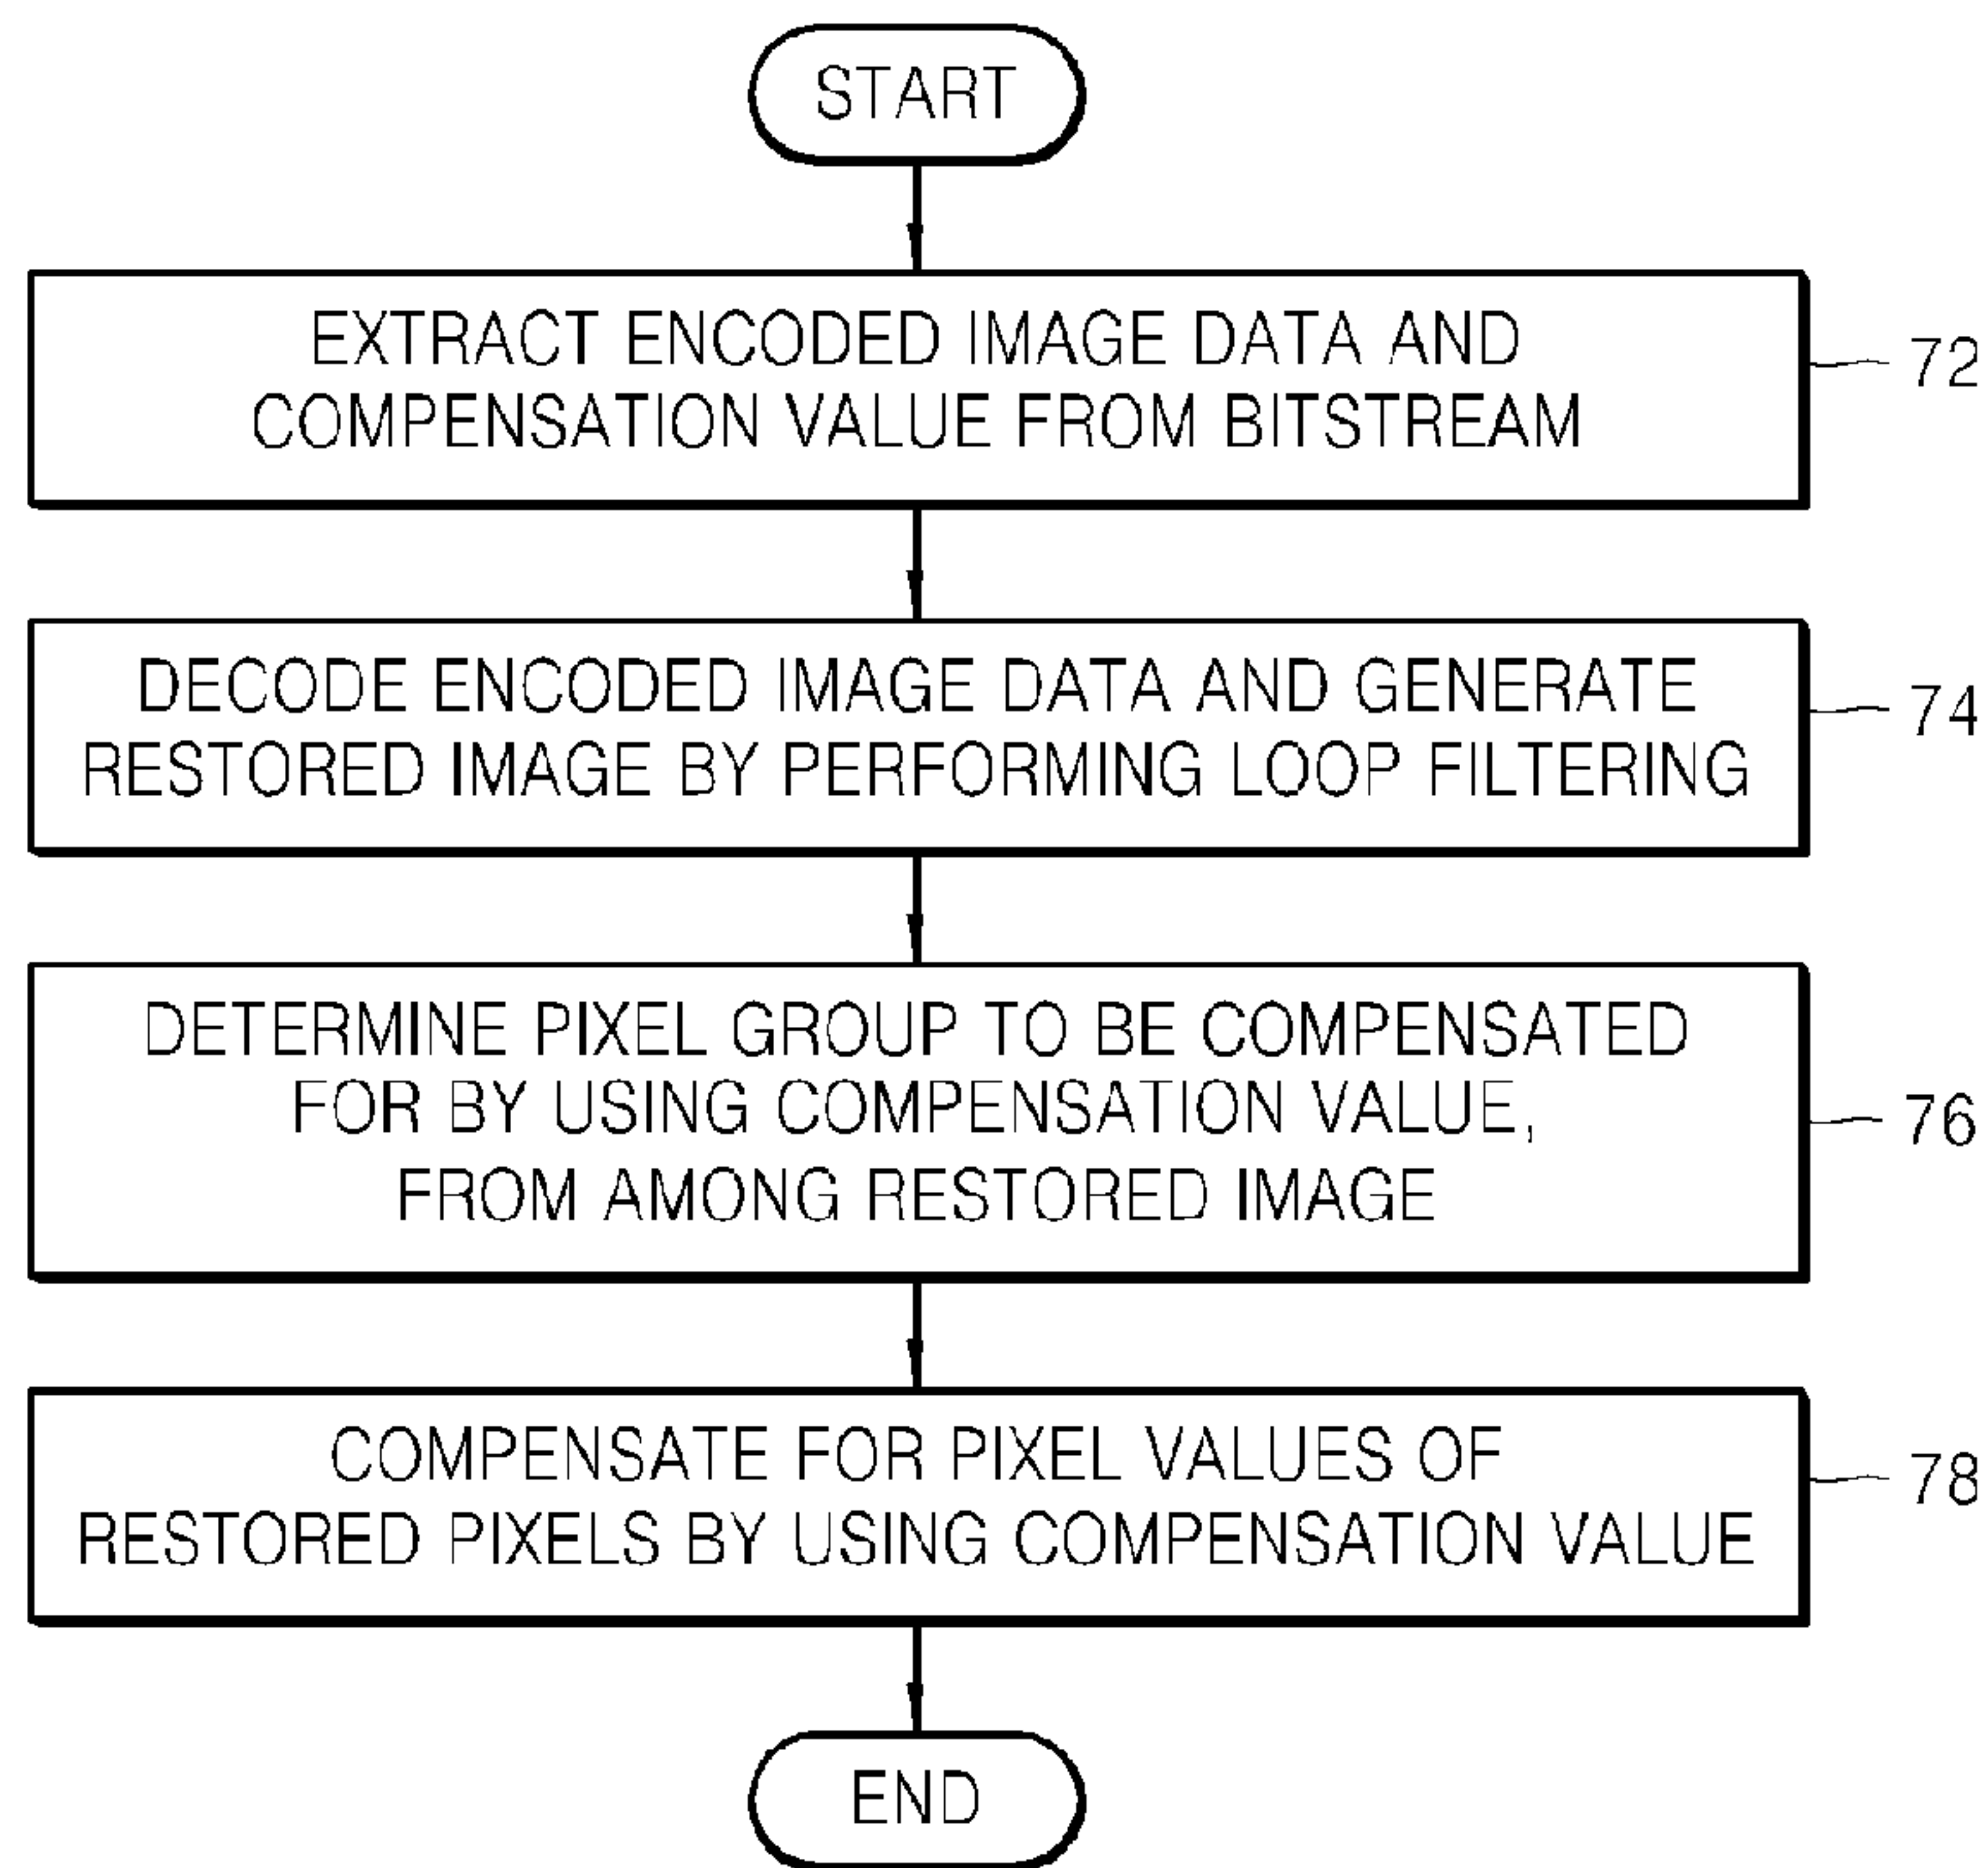 START
EXTRACT ENCODED IMAGE DATA AND
COMPENSATION VALUE FROM BITSTREAM
72
DECODE ENCODED IMAGE DATA AND GENERATE
RESTORED IMAGE BY PERFORMING LOOP FILTERING
74
DETERMINE PIXEL GROUP TO BE COMPENSATED
FOR BY USING COMPENSATION VALUE,
FROM AMONG RESTORED IMAGE
76
COMPENSATE FOR PIXEL VALUES OF
RESTORED PIXELS BY USING COMPENSATION VALUE
78
END